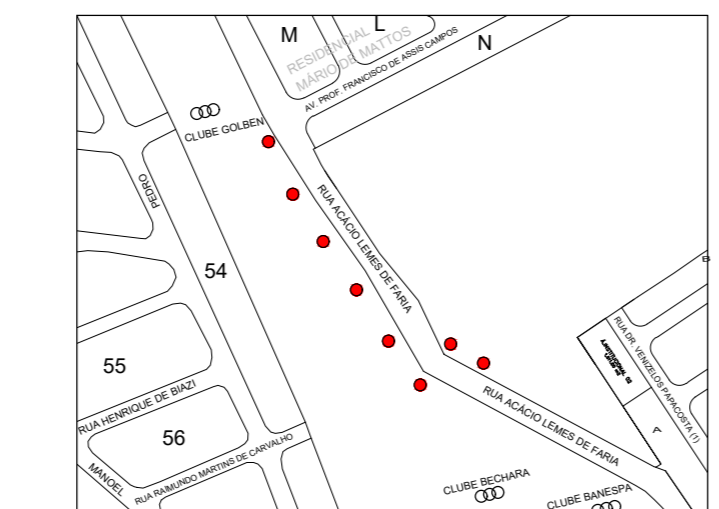 M
L
N
RESIDENCIAL
MÁRIO DE MATTOS
AV. PROF. FRANCISCO DE ASSIS CAMPOS
CLUBE GOLBEN
PEDRO
RUA ACÁCIO LEMES DE FARIA
54
55
RUA HENRIQUE DE BIAZI
56
MANOEL
RUA RAIMUNDO MARTINS DE CARVALHO
RUA DR. VENIZELOS PAPACOSTA (1)
A
RUA ACÁCIO LEMES DE FARIA
CLUBE BECHARA
CLUBE BANESPA